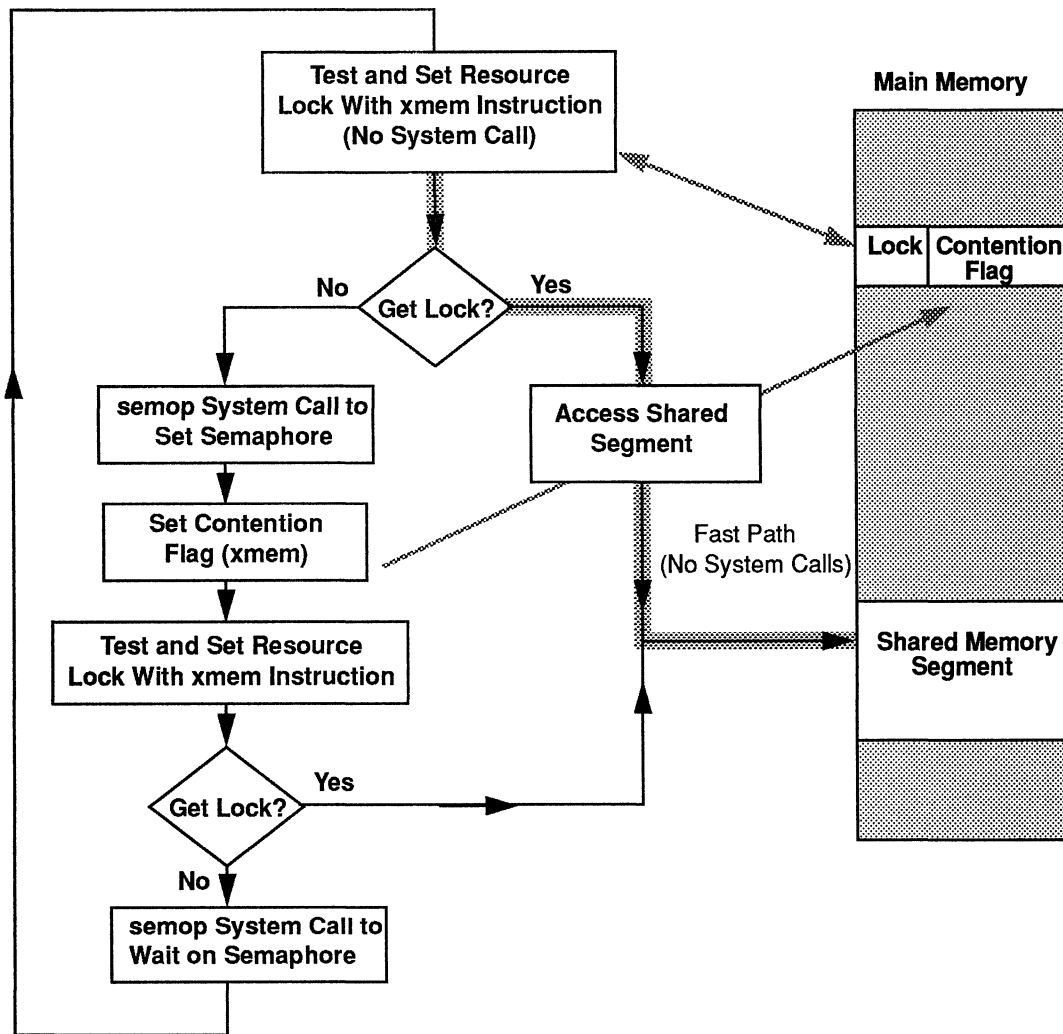 Test and Set Resource
Lock With xmem Instruction
(No System Call)
Main Memory
Lock
Contention
Flag
No
Yes
Get Lock?
semop System Call to
Set Semaphore
Access Shared
Segment
Set Contention
Flag (xmem)
Fast Path
(No System Calls)
Test and Set Resource
Lock With xmem Instruction
Shared Memory
Segment
Yes
Get Lock?
No
semop System Call to
Wait on Semaphore